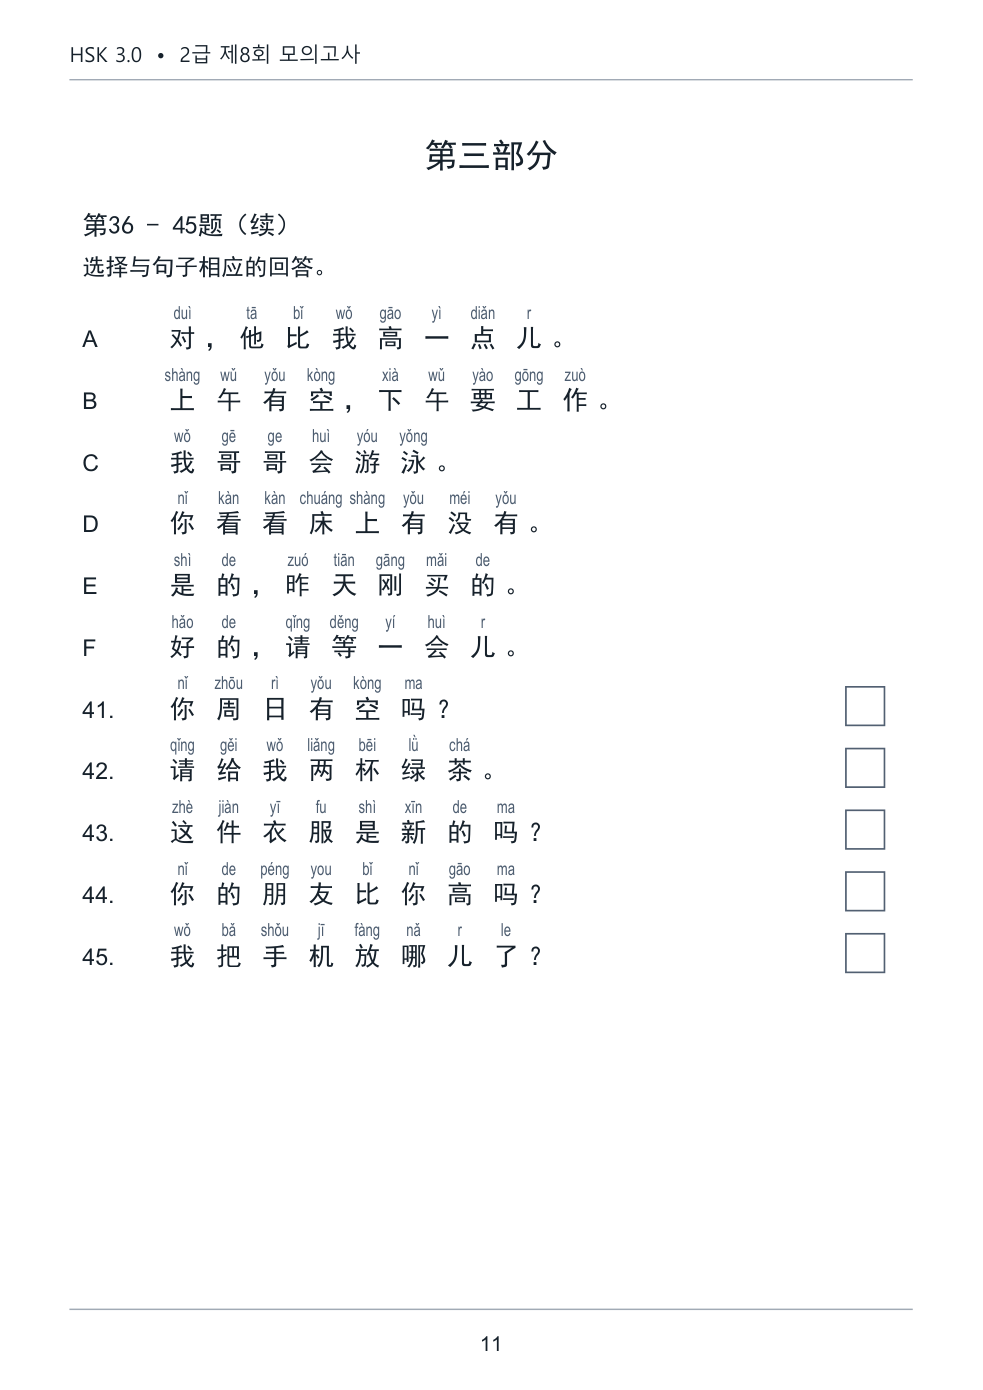 HSK 3.0 • 2급 제8회 모의고사
第三部分
第36 － 45题（续）
选择与句子相应的回答。
duì tā bǐ wǒ gāo yì diǎn r
A 对，他比我高一点儿。
shàng wǔ yǒu kòng xià wǔ yào gōng zuò
B 上午有空，下午要工作。
wǒ gē ge huì yóu yǒng
C 我哥哥会游泳。
nǐ kàn kàn chuáng shàng yǒu méi yǒu
D 你看看床上有没有。
shì de zuó tiān gāng mǎi de
E 是的，昨天刚买的。
hǎo de qǐng děng yí huì r
F 好的，请等一会儿。
nǐ zhōu rì yǒu kòng ma
41. 你周日有空吗？
qǐng gěi wǒ liǎng bēi lǜ chá
42. 请给我两杯绿茶。
zhè jiàn yī fu shì xīn de ma
43. 这件衣服是新的吗？
nǐ de péng you bǐ nǐ gāo ma
44. 你的朋友比你高吗？
wǒ bǎ shǒu jī fàng nǎ r le
45. 我把手机放哪儿了？
11